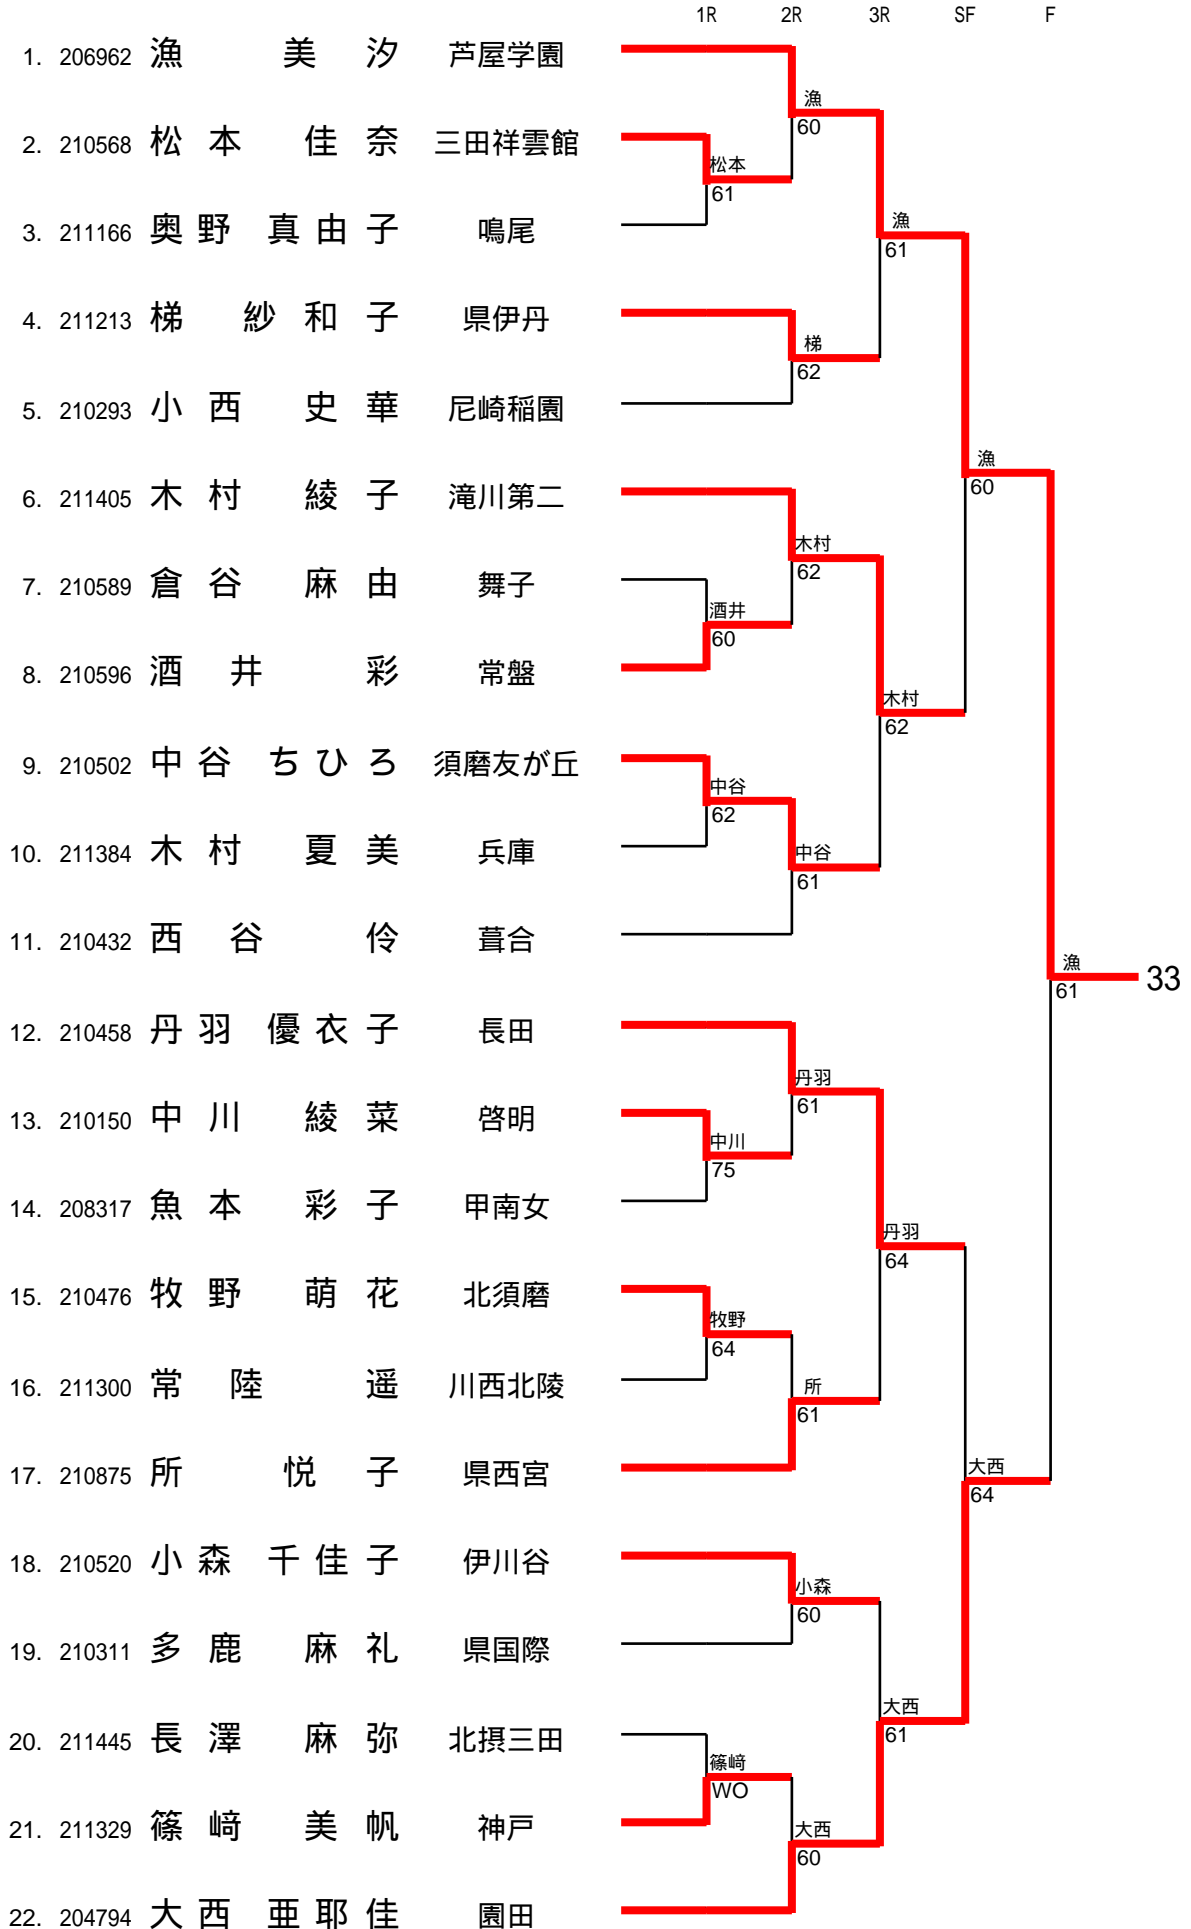 1R 2R 3R SF F
1. 206962 漁 美 汐 芦屋学園
漁
60
2. 210568 松 本 佳 奈 三田祥雲館
松本
61
3. 211166 奥 野 真 由 子 鳴尾
漁
61
4. 211213 梯 紗 和 子 県伊丹
梯
62
5. 210293 小 西 史 華 尼崎稲園
漁
60
6. 211405 木 村 綾 子 滝川第二
木村
62
7. 210589 倉 谷 麻 由 舞子
酒井
60
8. 210596 酒 井 彩 常盤
木村
62
9. 210502 中 谷 ち ひ ろ 須磨友が丘
中谷
62
10. 211384 木 村 夏 美 兵庫
中谷
61
11. 210432 西 谷 伶 葺合
漁
61
33
12. 210458 丹 羽 優 衣 子 長田
丹羽
61
13. 210150 中 川 綾 菜 啓明
中川
75
14. 208317 魚 本 彩 子 甲南女
丹羽
64
15. 210476 牧 野 萌 花 北須磨
牧野
64
16. 211300 常 陸 遥 川西北陵
所
61
17. 210875 所 悦 子 県西宮
大西
64
18. 210520 小 森 千 佳 子 伊川谷
小森
60
19. 210311 多 鹿 麻 礼 県国際
大西
61
20. 211445 長 澤 麻 弥 北摂三田
篠﨑
WO
21. 211329 篠 﨑 美 帆 神戸
大西
60
22. 204794 大 西 亜 耶 佳 園田